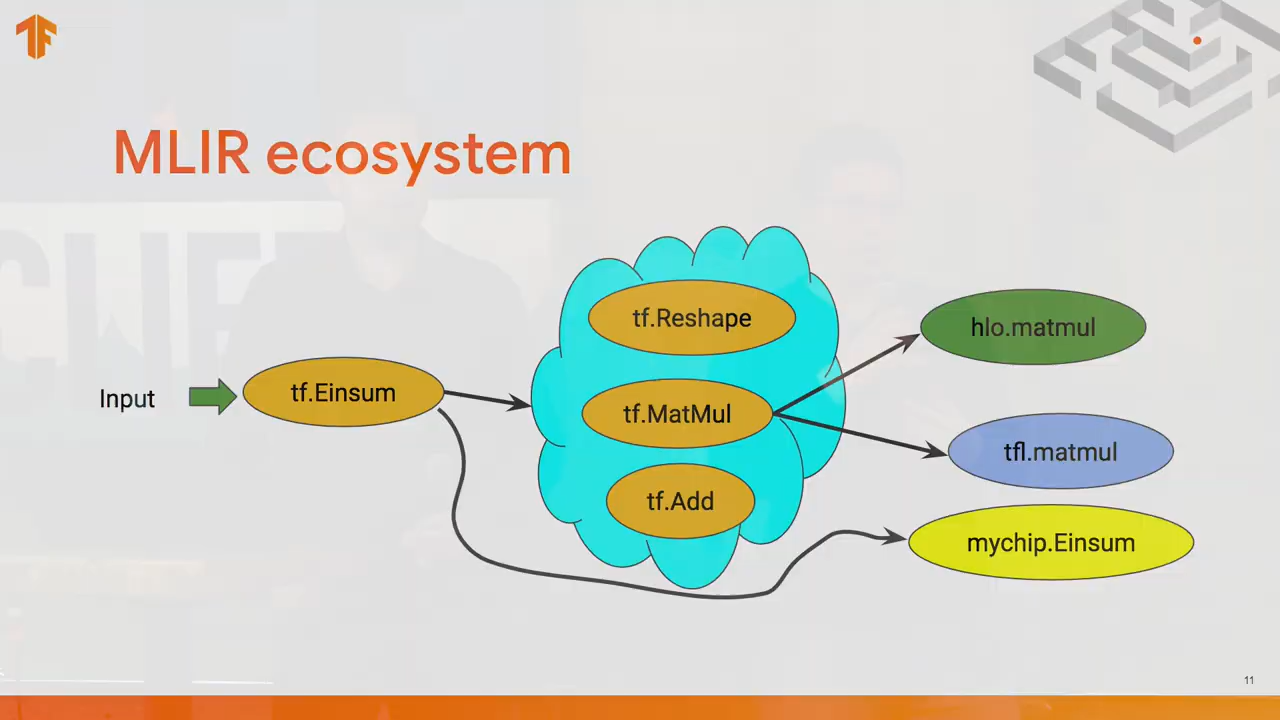 MLIR ecosystem
Input
tf.Einsum
tf.Reshape
tf.MatMul
tf.Add
hlo.matmul
tfl.matmul
mychip.Einsum
11